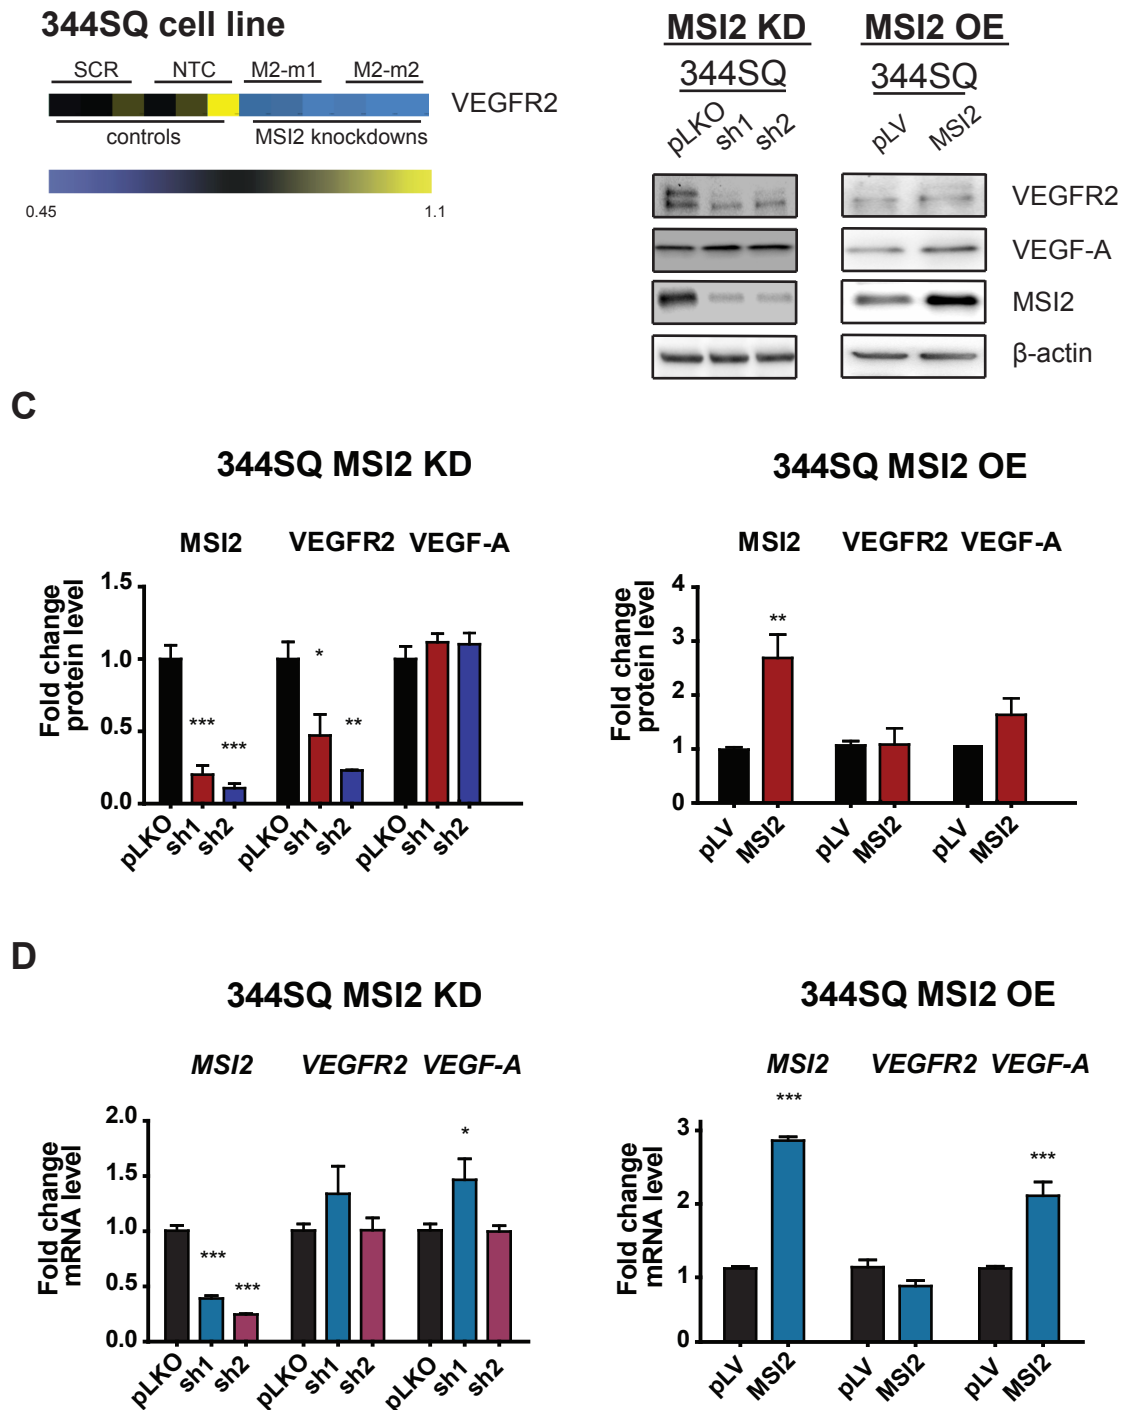 344SQ cell line
SCR NTC M2-m1 M2-m2
VEGFR2
controls MSI2 knockdowns
0.45 1.1
MSI2 KD MSI2 OE
344SQ 344SQ
pLKO sh1 sh2 pLV MSI2
VEGFR2
VEGF-A
MSI2
β-actin
C
344SQ MSI2 KD
MSI2 VEGFR2 VEGF-A
Fold change
protein level
1.5
1.0
0.5
0.0
*** *** * **
pLKO sh1 sh2 pLKO sh1 sh2 pLKO sh1 sh2
344SQ MSI2 OE
MSI2 VEGFR2 VEGF-A
Fold change
protein level
4
3
2
1
0
**
pLV MSI2 pLV MSI2 pLV MSI2
D
344SQ MSI2 KD
MSI2 VEGFR2 VEGF-A
Fold change
mRNA level
2.0
1.5
1.0
0.5
0.0
*** *** *
pLKO sh1 sh2 pLKO sh1 sh2 pLKO sh1 sh2
344SQ MSI2 OE
MSI2 VEGFR2 VEGF-A
Fold change
mRNA level
3
2
1
0
*** ***
pLV MSI2 pLV MSI2 pLV MSI2